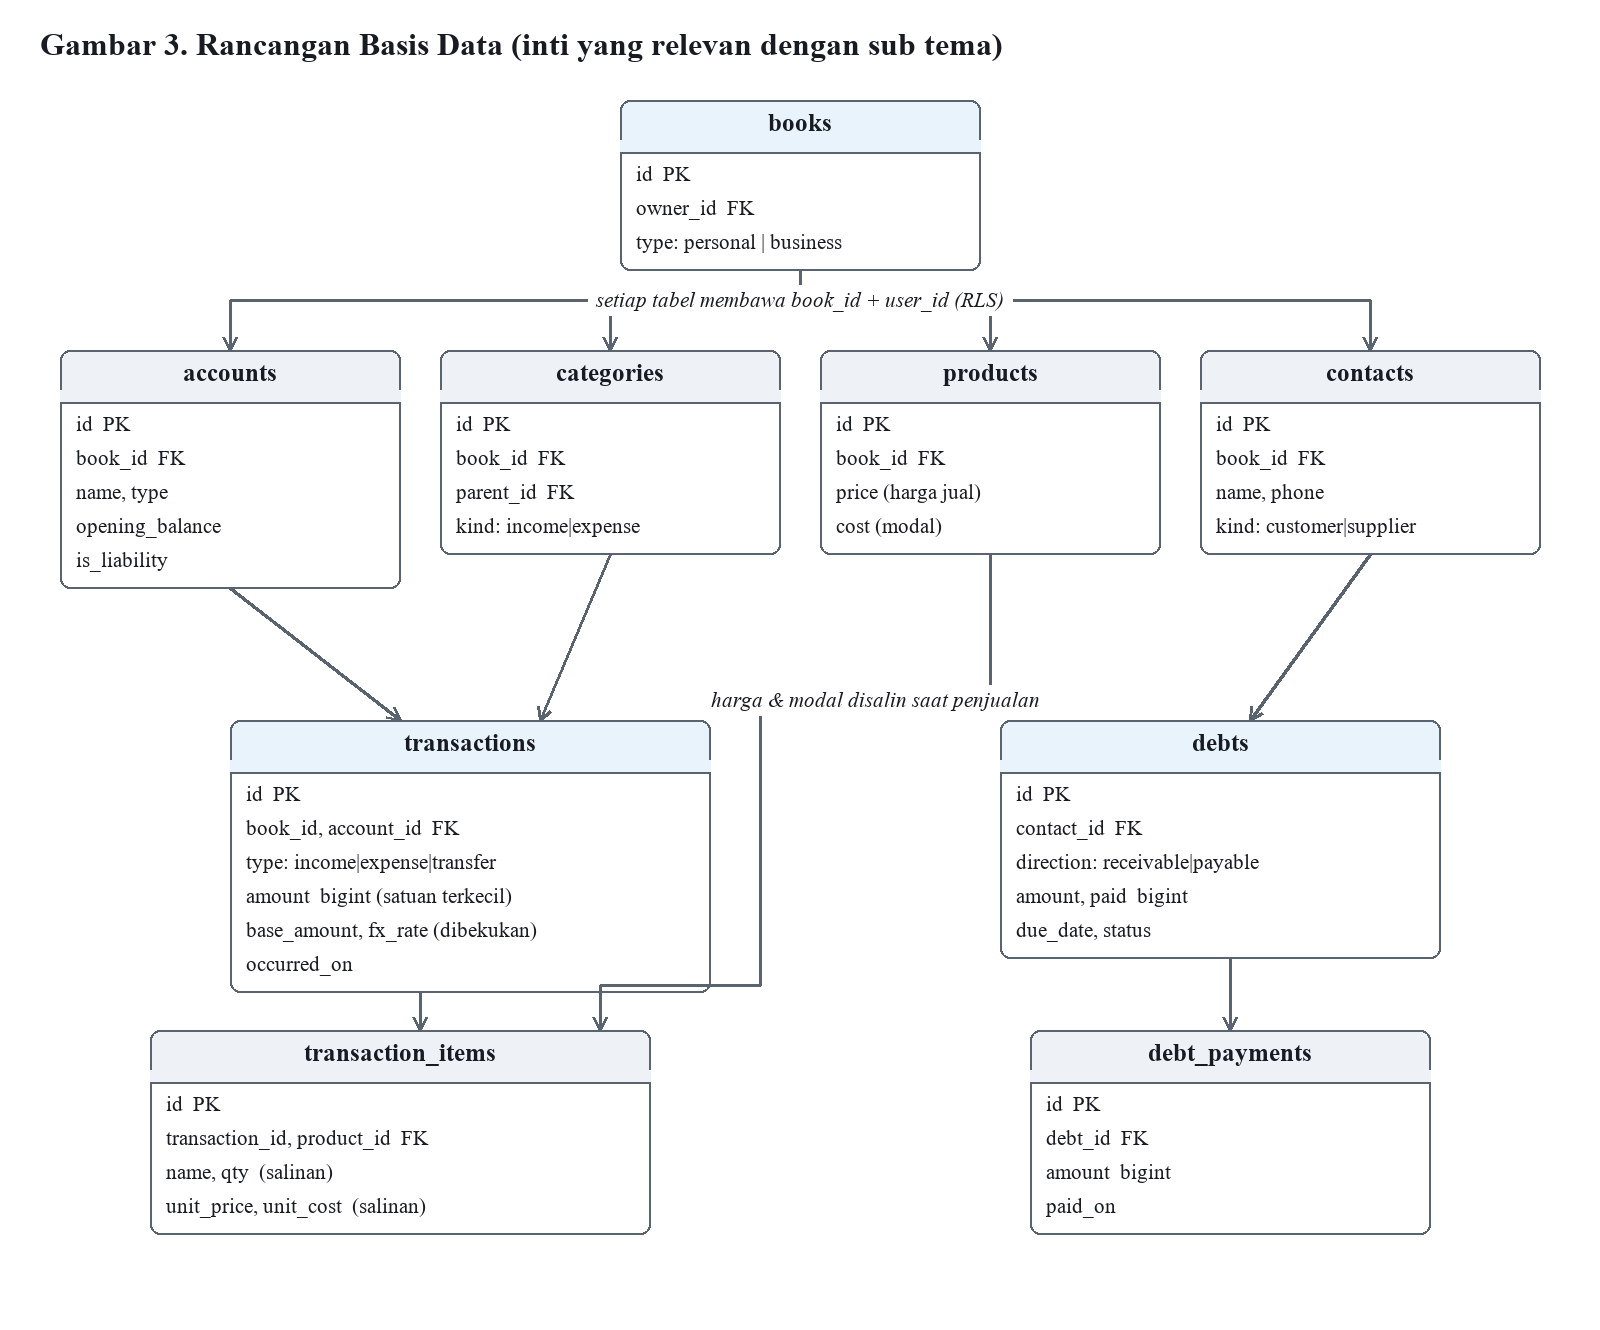 Gambar 3. Rancangan Basis Data (inti yang relevan dengan sub tema)
books
id PK
owner_id FK
type: personal | business
setiap tabel membawa book_id + user_id (RLS)
accounts
id PK
book_id FK
name, type
opening_balance
is_liability
categories
id PK
book_id FK
parent_id FK
kind: income|expense
products
id PK
book_id FK
price (harga jual)
cost (modal)
contacts
id PK
book_id FK
name, phone
kind: customer|supplier
harga & modal disalin saat penjualan
transactions
id PK
book_id, account_id FK
type: income|expense|transfer
amount bigint (satuan terkecil)
base_amount, fx_rate (dibekukan)
occurred_on
debts
id PK
contact_id FK
direction: receivable|payable
amount, paid bigint
due_date, status
transaction_items
id PK
transaction_id, product_id FK
name, qty (salinan)
unit_price, unit_cost (salinan)
debt_payments
id PK
debt_id FK
amount bigint
paid_on